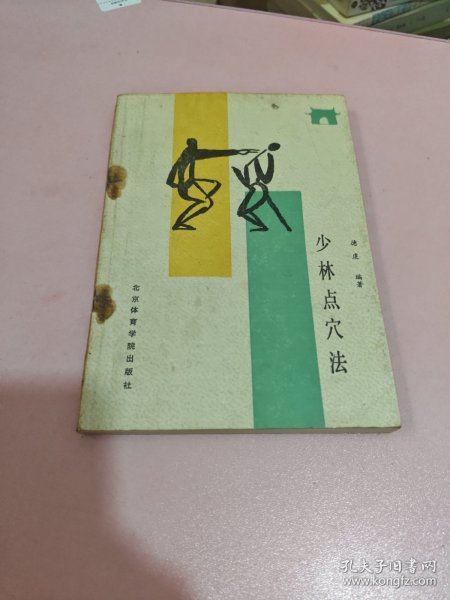 少林点穴法
德虔 编著
北京体育学院出版社
孔夫子旧书网
www.kongfz.com